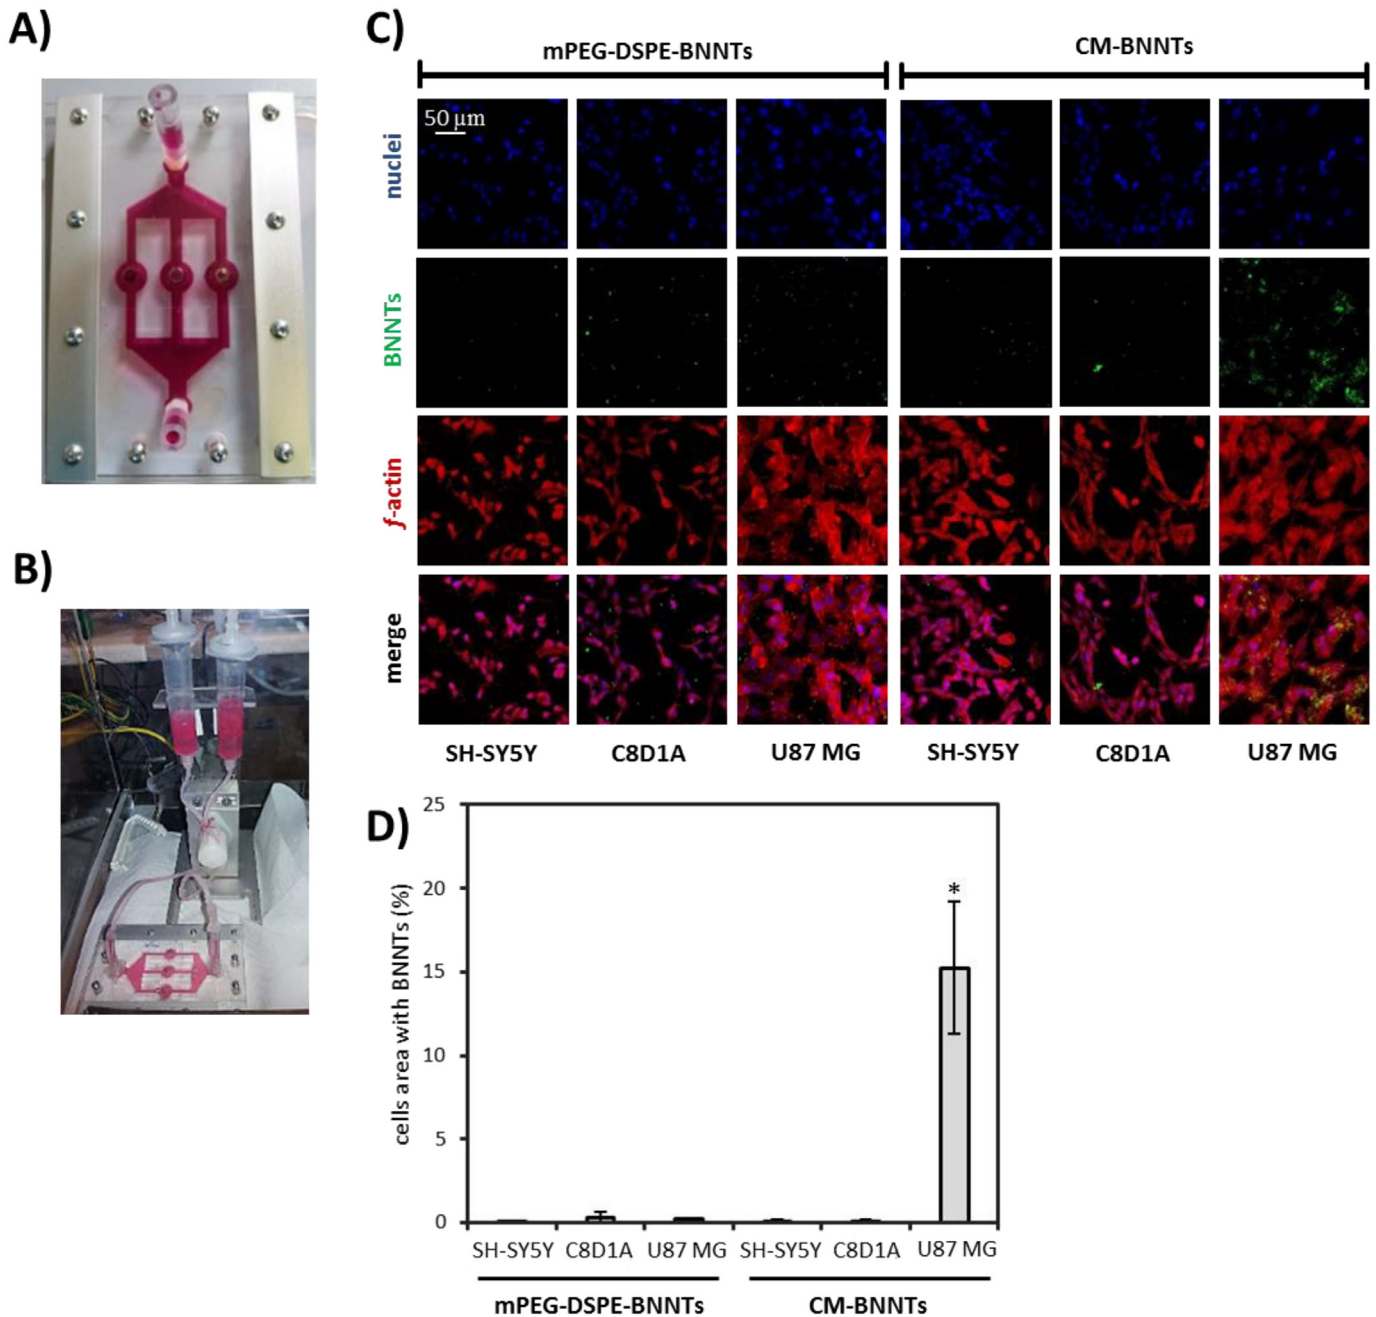 A)
C)
mPEG-DSPE-BNNTs
CM-BNNTs
50 µm
nuclei
BNNTs
ƒ-actin
merge
SH-SY5Y C8D1A U87 MG SH-SY5Y C8D1A U87 MG
B)
D)
cells area with BNNTs (%)
25
20
15
10
5
0
*
SH-SY5Y C8D1A U87 MG SH-SY5Y C8D1A U87 MG
mPEG-DSPE-BNNTs
CM-BNNTs